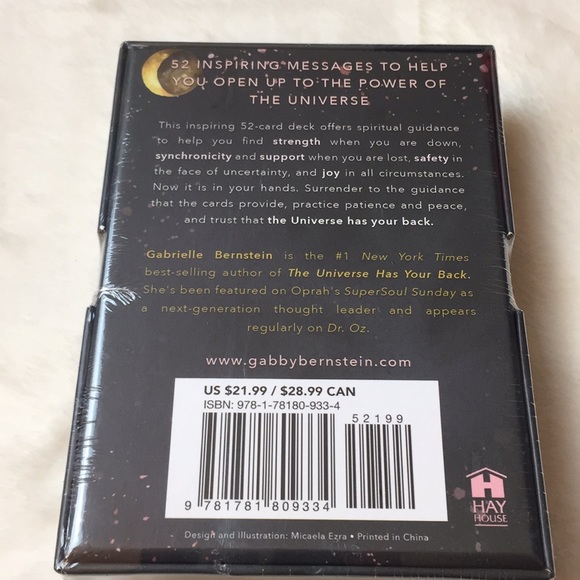 52 INSPIRING MESSAGES TO HELP
YOU OPEN UP TO THE POWER OF
THE UNIVERSE
This inspiring 52-card deck offers spiritual guidance
to help you find strength when you are down,
synchronicity and support when you are lost, safety in
the face of uncertainty, and joy in all circumstances.
Now it is in your hands. Surrender to the guidance
that the cards provide, practice patience and peace,
and trust that the Universe has your back.
Gabrielle Bernstein is the #1 New York Times
best-selling author of The Universe Has Your Back.
She's been featured on Oprah's SuperSoul Sunday as
a next-generation thought leader and appears
regularly on Dr. Oz.
www.gabbybernstein.com
US $21.99 / $28.99 CAN
ISBN: 978-1-78180-933-4
52199
9 781781 809334
HAY
HOUSE
Design and Illustration: Micaela Ezra • Printed in China